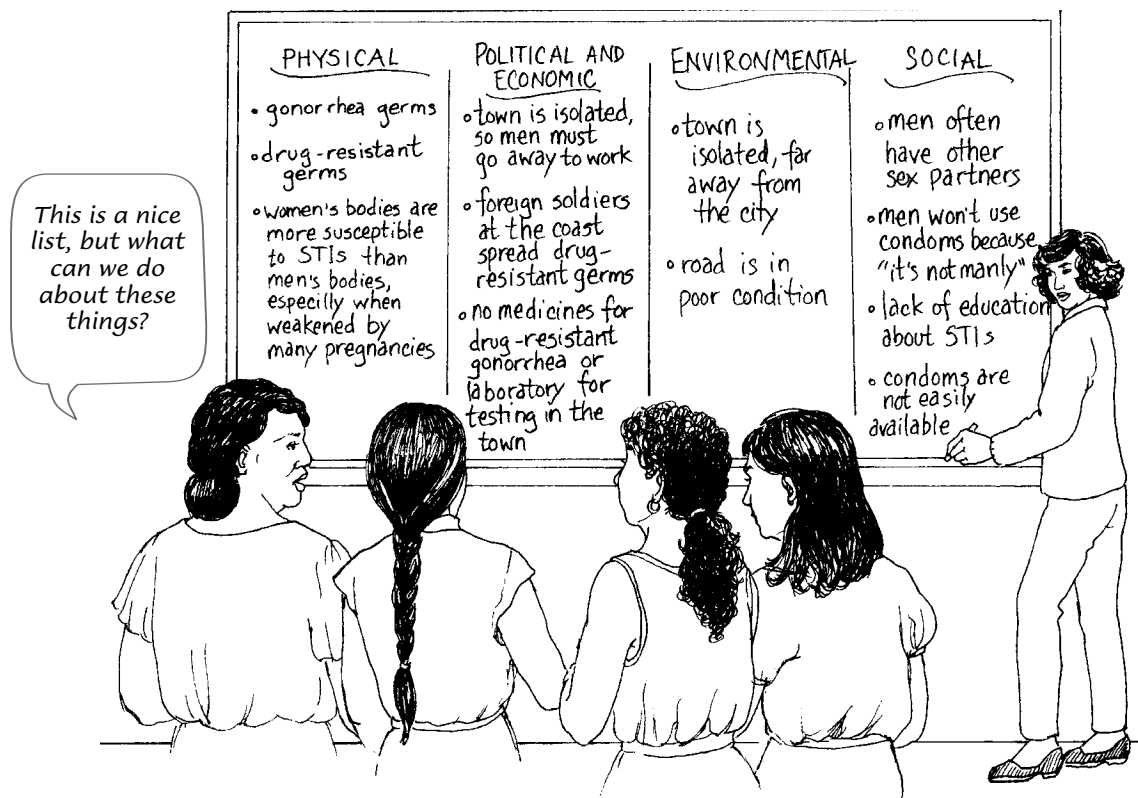 This is a nice
list, but what
can we do
about these
things?
PHYSICAL
• gonorrhea germs
• drug-resistant
germs
• women's bodies are
more susceptible
to STIs than
men's bodies,
especilly when
weakened by
many pregnancies
POLITICAL AND
ECONOMIC
• town is isolated,
so men must
go away to work
• foreign soldiers
at the coast
spread drug-
resistant germs
• no medicines for
drug-resistant
gonorrhea or
laboratory for
testing in the
town
ENVIRONMENTAL
• town is
isolated, far
away from
the city
• road is in
poor condition
SOCIAL
• men often
have other
sex partners
• men won't use
condoms because
"it's not manly"
• lack of education
about STIs
• condoms are
not easily
available